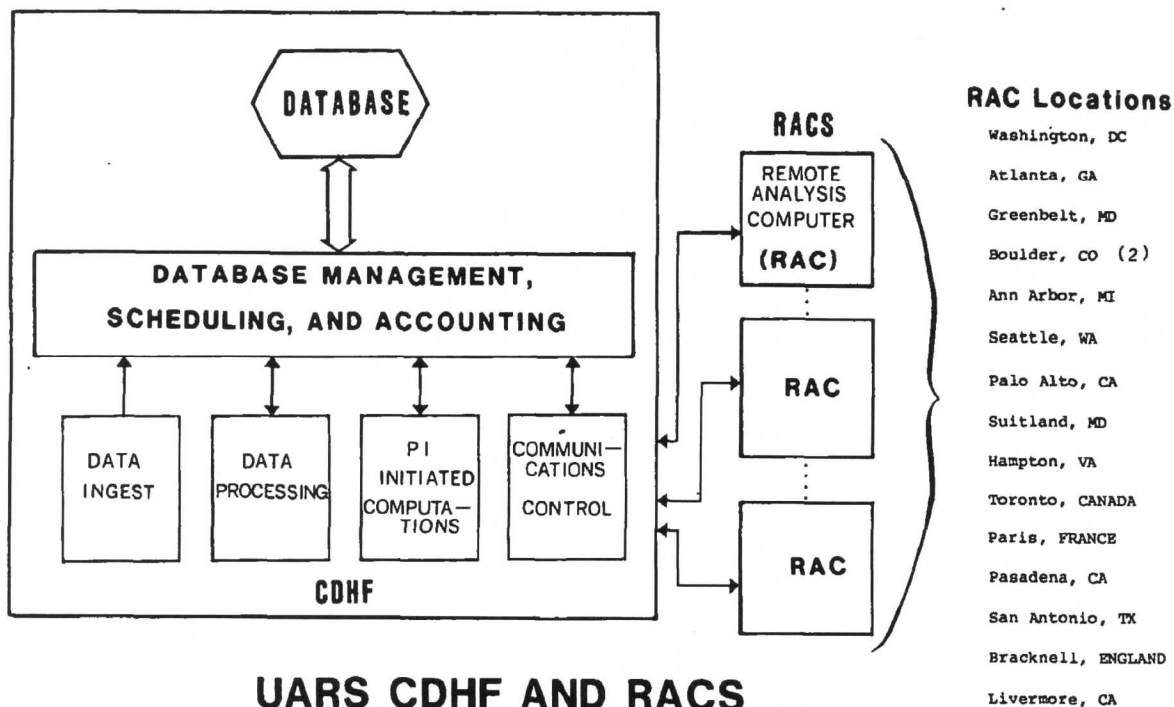 DATABASE
DATABASE MANAGEMENT,
SCHEDULING, AND ACCOUNTING
DATA
INGEST
DATA
PROCESSING
PI
INITIATED
COMPUTA—
TIONS
COMMUNI—
CATIONS
CONTROL
CDHF
RACS
REMOTE
ANALYSIS
COMPUTER
(RAC)
RAC
RAC
RAC Locations
Washington, DC
Atlanta, GA
Greenbelt, MD
Boulder, CO (2)
Ann Arbor, MI
Seattle, WA
Palo Alto, CA
Suitland, MD
Hampton, VA
Toronto, CANADA
Paris, FRANCE
Pasadena, CA
San Antonio, TX
Bracknell, ENGLAND
Livermore, CA
UARS CDHF AND RACS